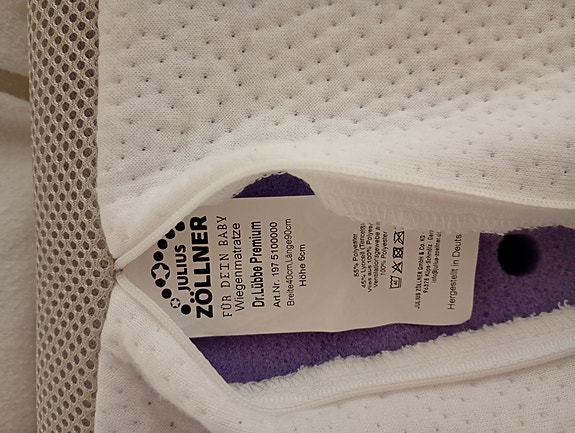 JULIUS
ZÖLLNER
FÜR DEIN BABY
Wiegenmatratze
Dr.Lübbe Premium
Art.Nr. 197 5100000
Breite40cm,Länge90cm
Höhe 6cm
55% Polyester
100% Polyester
JULIUS ZÖLLNER GmbH & Co. KG
Hergestellt in Deuts